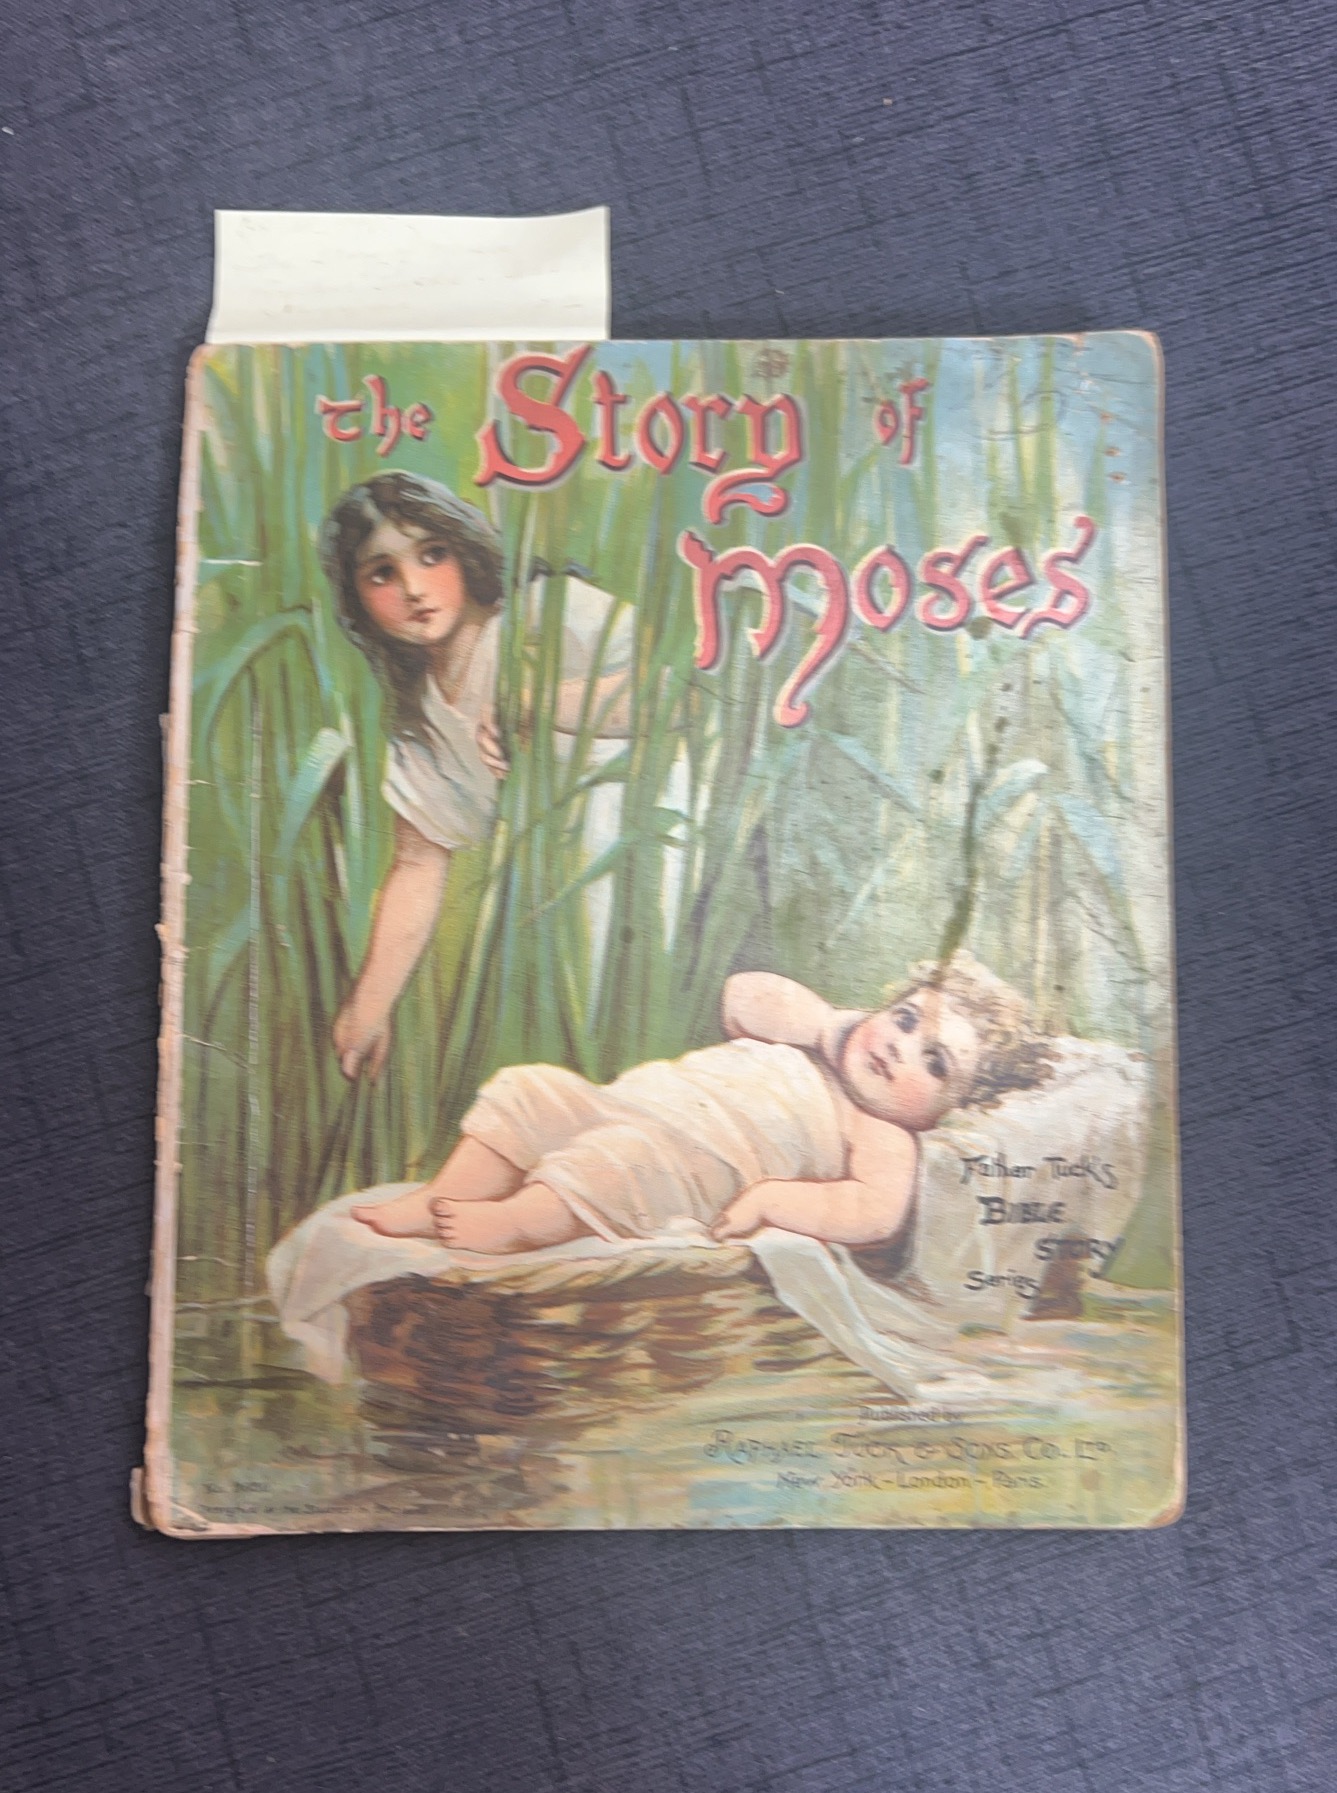 The Story of
Moses
Father Tuck's
BIBLE
STORY
Series
Published by
RAPHAEL TUCK & SONS. CO. LTD.
New York - London - Paris.